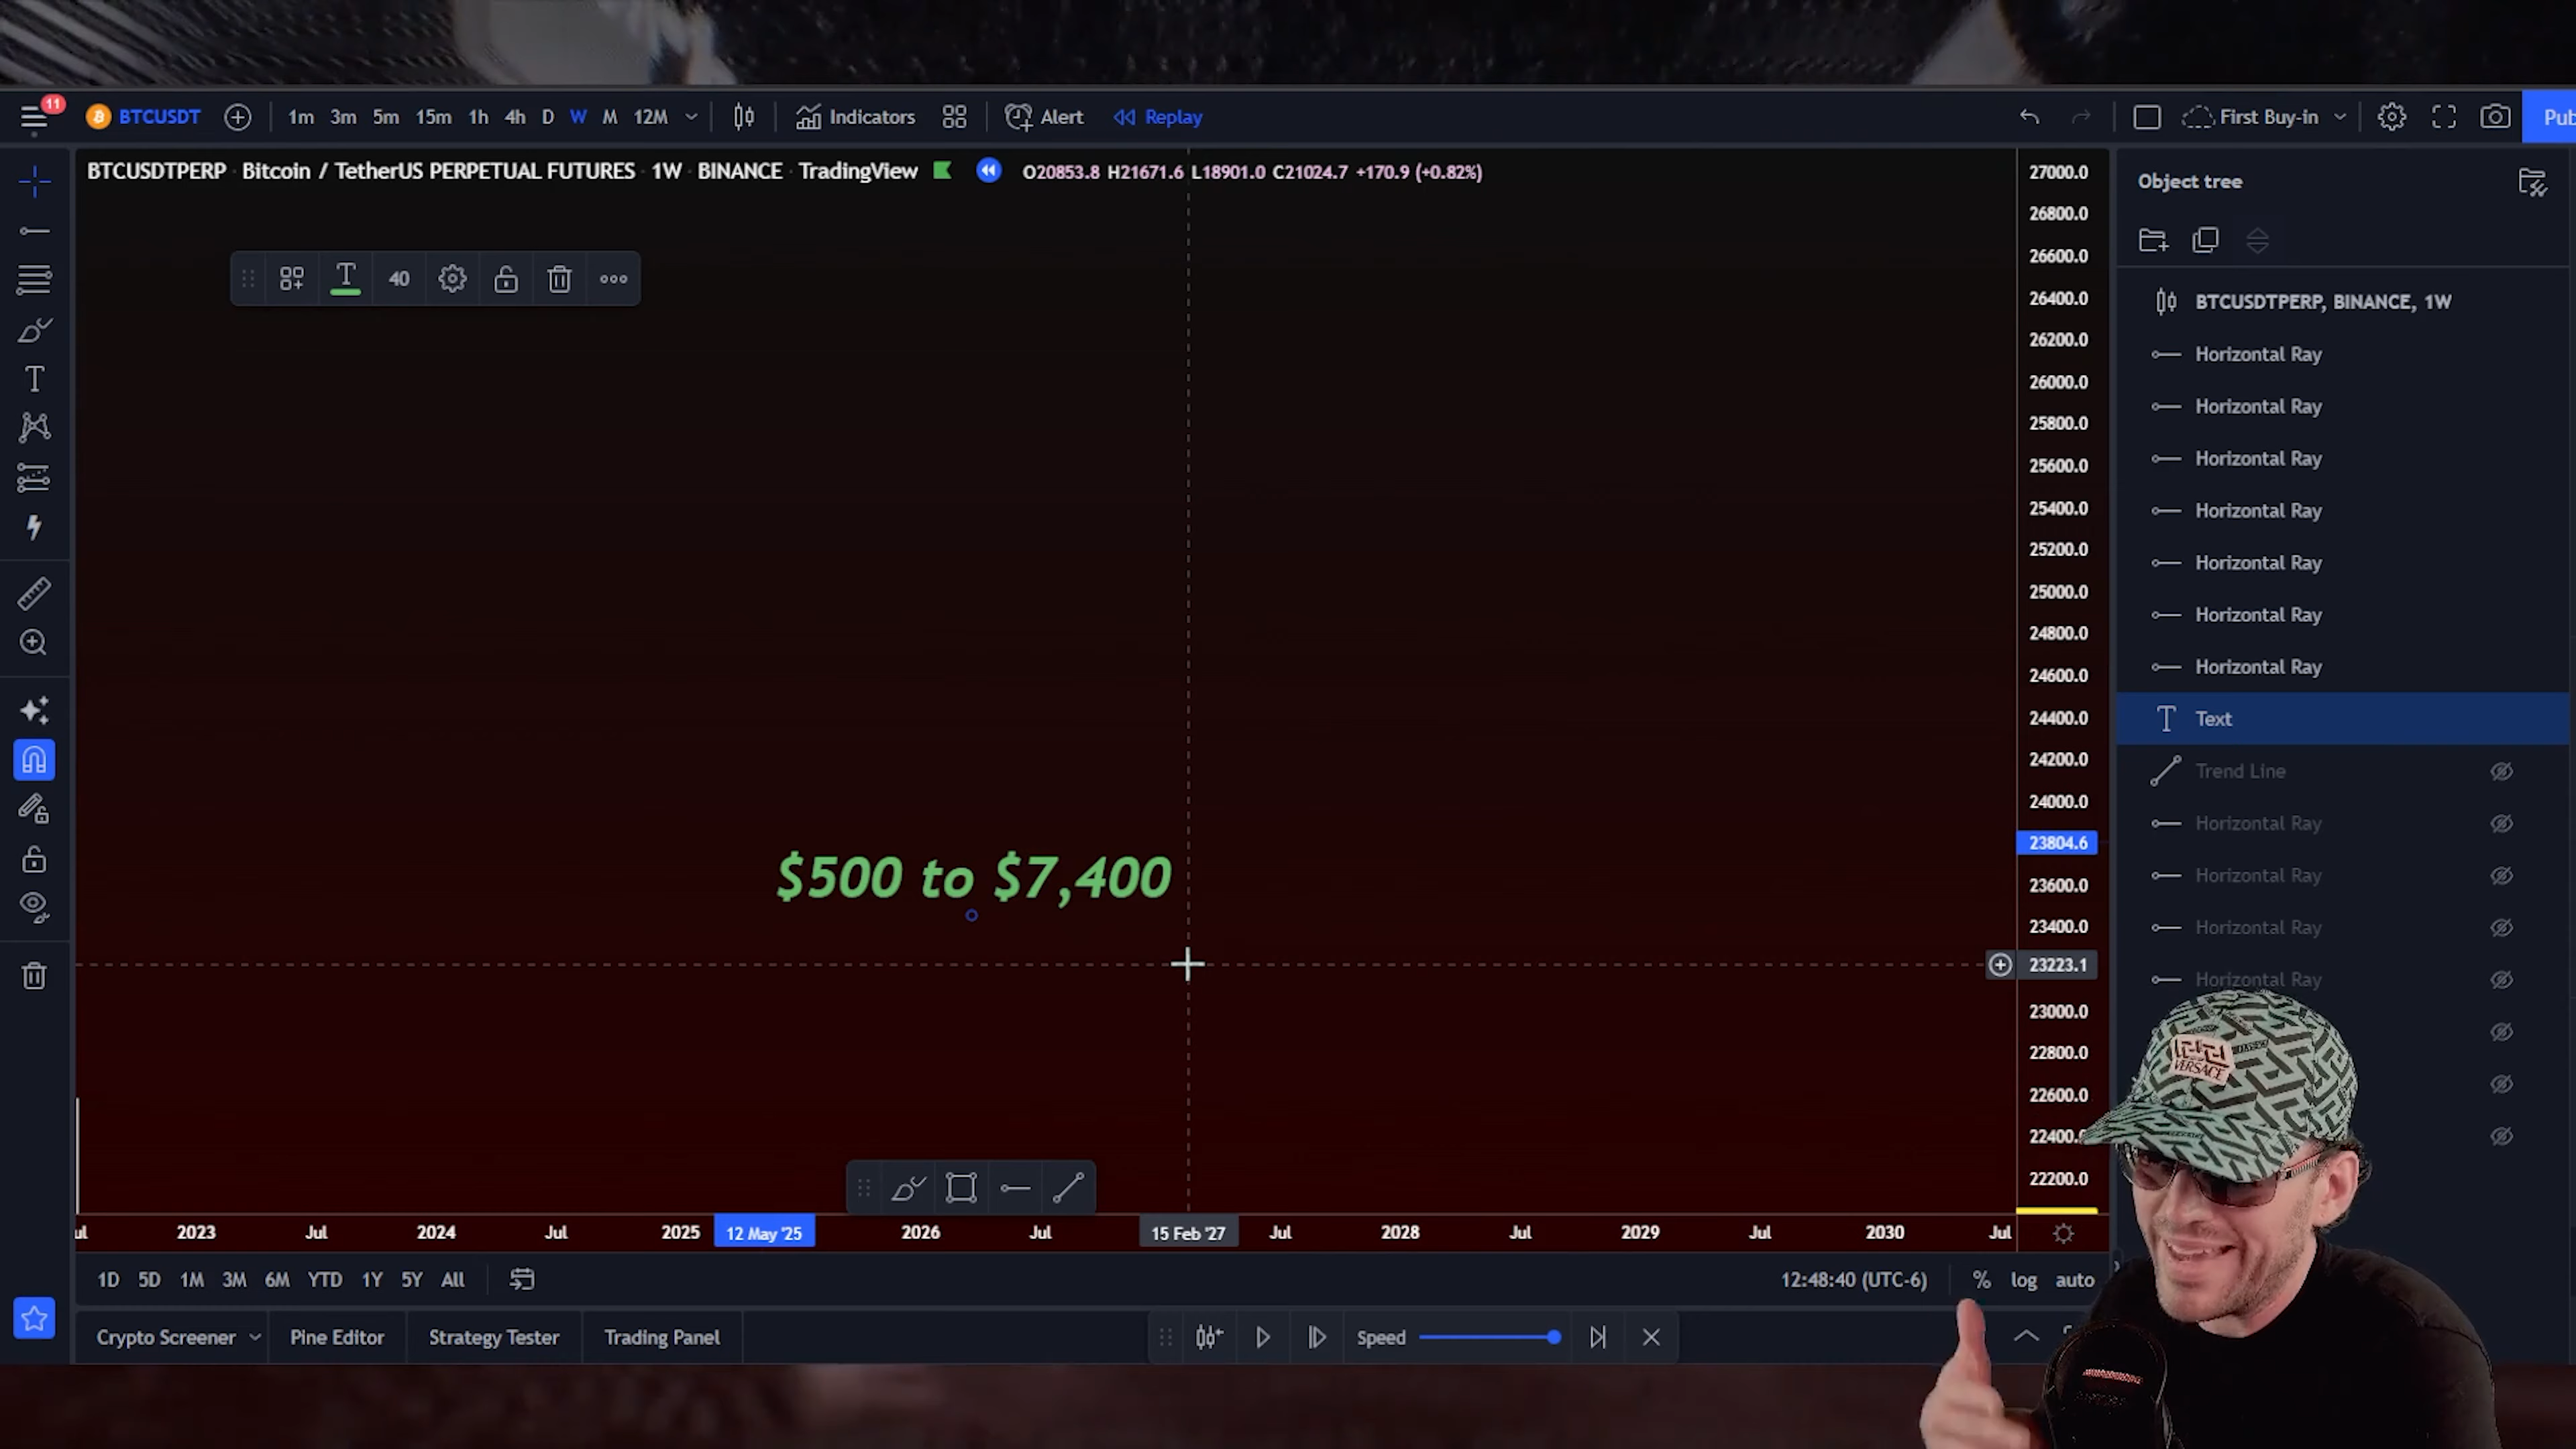 11
BTCUSDT 1m 3m 5m 15m 1h 4h D W M 12M Indicators Alert Replay First Buy-in Pub
BTCUSDTPERP · Bitcoin / TetherUS PERPETUAL FUTURES · 1W · BINANCE · TradingView O20853.8 H21671.6 L18901.0 C21024.7 +170.9 (+0.82%)
40
27000.0
26800.0
26600.0
26400.0
26200.0
26000.0
25800.0
25600.0
25400.0
25200.0
25000.0
24800.0
24600.0
24400.0
24200.0
24000.0
23804.6
23600.0
23400.0
23223.1
23000.0
22800.0
22600.0
22400.0
22200.0
$500 to $7,400
Object tree
BTCUSDTPERP, BINANCE, 1W
Horizontal Ray
Horizontal Ray
Horizontal Ray
Horizontal Ray
Horizontal Ray
Horizontal Ray
Horizontal Ray
Text
Trend Line
Horizontal Ray
Horizontal Ray
Horizontal Ray
Horizontal Ray
VERSACE
ul 2023 Jul 2024 Jul 2025 12 May '25 2026 Jul 15 Feb '27 Jul 2028 Jul 2029 Jul 2030 Jul
1D 5D 1M 3M 6M YTD 1Y 5Y All 12:48:40 (UTC-6) % log auto
Crypto Screener Pine Editor Strategy Tester Trading Panel Speed